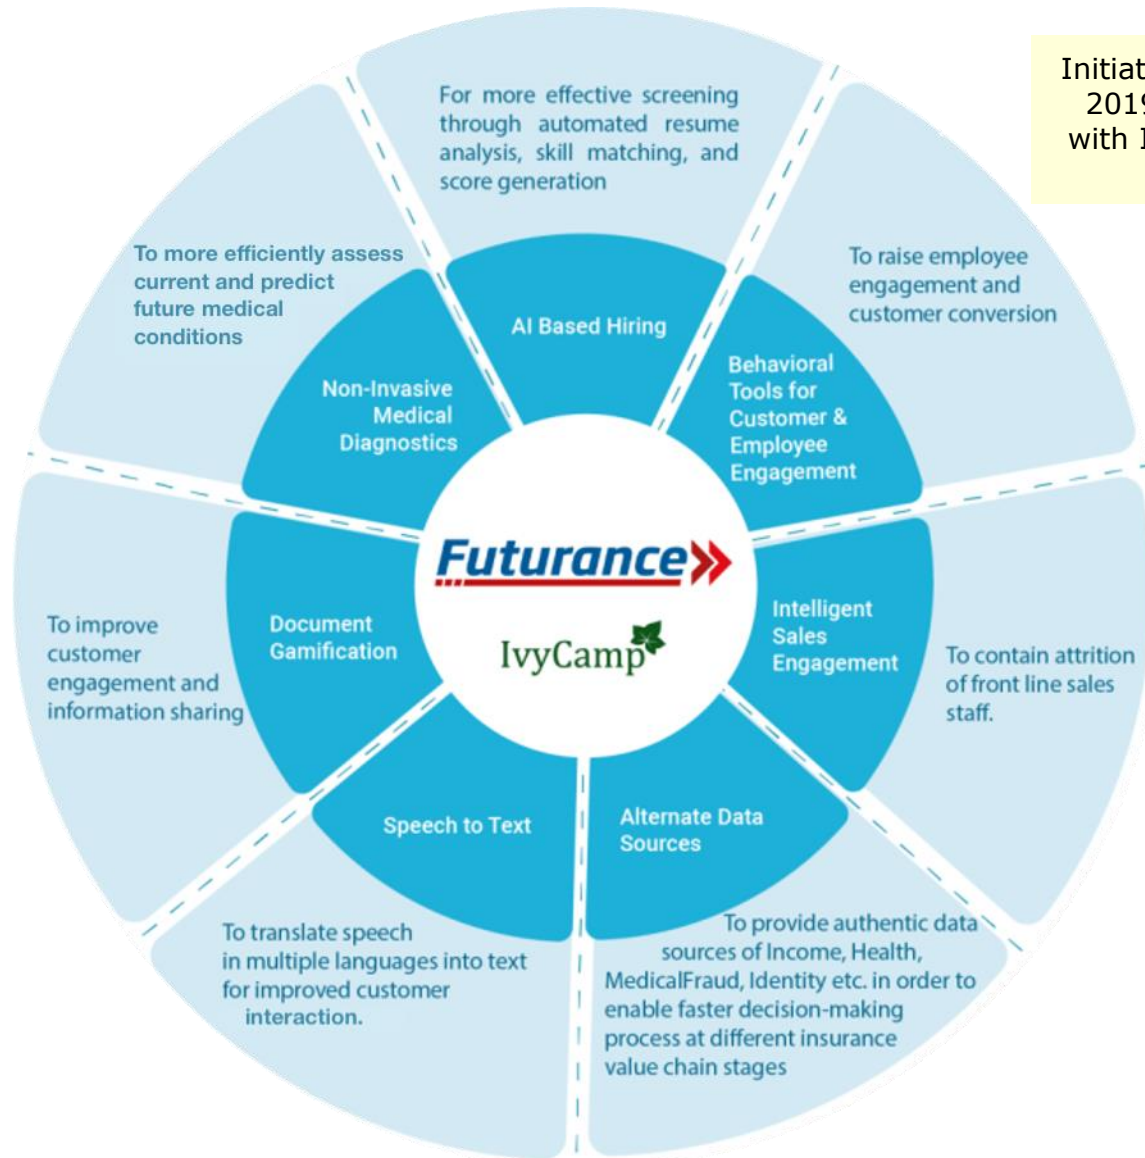 Initiat
2019
with I
For more effective screening
through automated resume
analysis, skill matching, and
score generation
AI Based Hiring
To raise employee
engagement and
customer conversion
Behavioral
Tools for
Customer &
Employee
Engagement
To contain attrition
of front line sales
staff.
Intelligent
Sales
Engagement
To provide authentic data
sources of Income, Health,
MedicalFraud, Identity etc. in order to
enable faster decision-making
process at different insurance
value chain stages
Alternate Data
Sources
To translate speech
in multiple languages into text
for improved customer
interaction.
Speech to Text
To improve
customer
engagement and
information sharing
Document
Gamification
To more efficiently assess
current and predict
future medical
conditions
Non-Invasive
Medical
Diagnostics
Futurance
IvyCamp